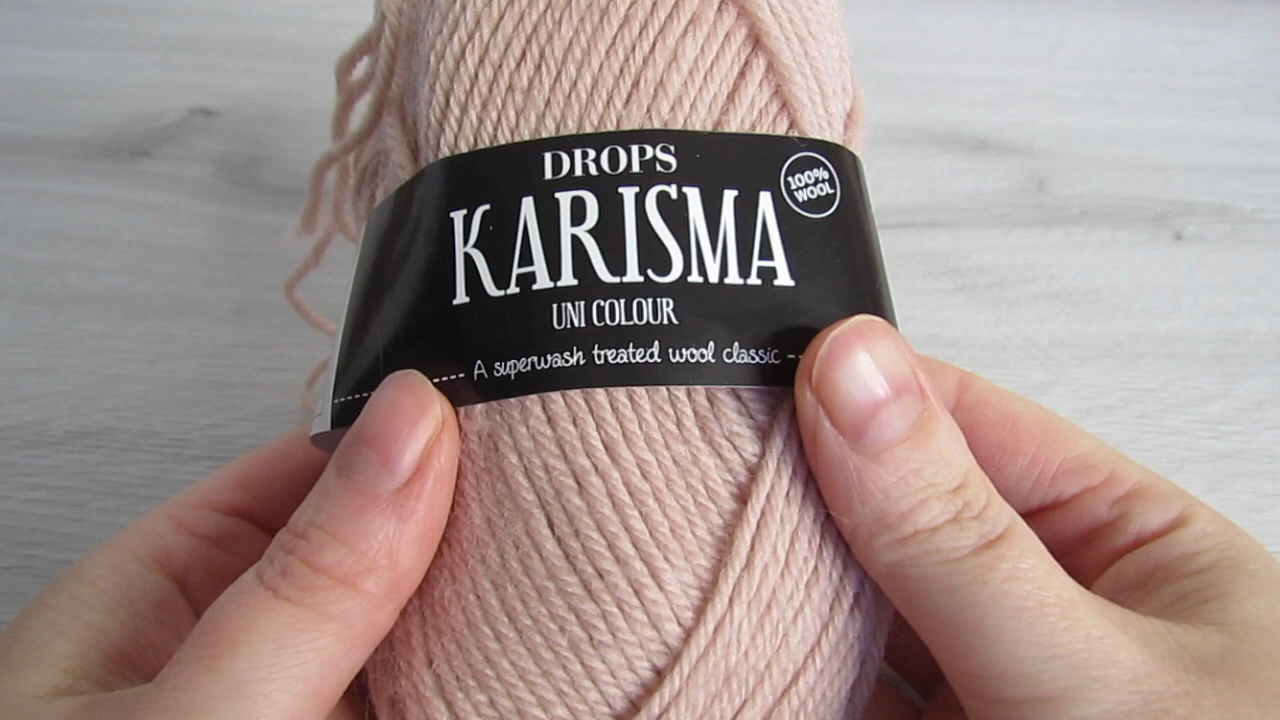 DROPS
100%
WOOL
KARISMA
UNI COLOUR
A superwash treated wool classic